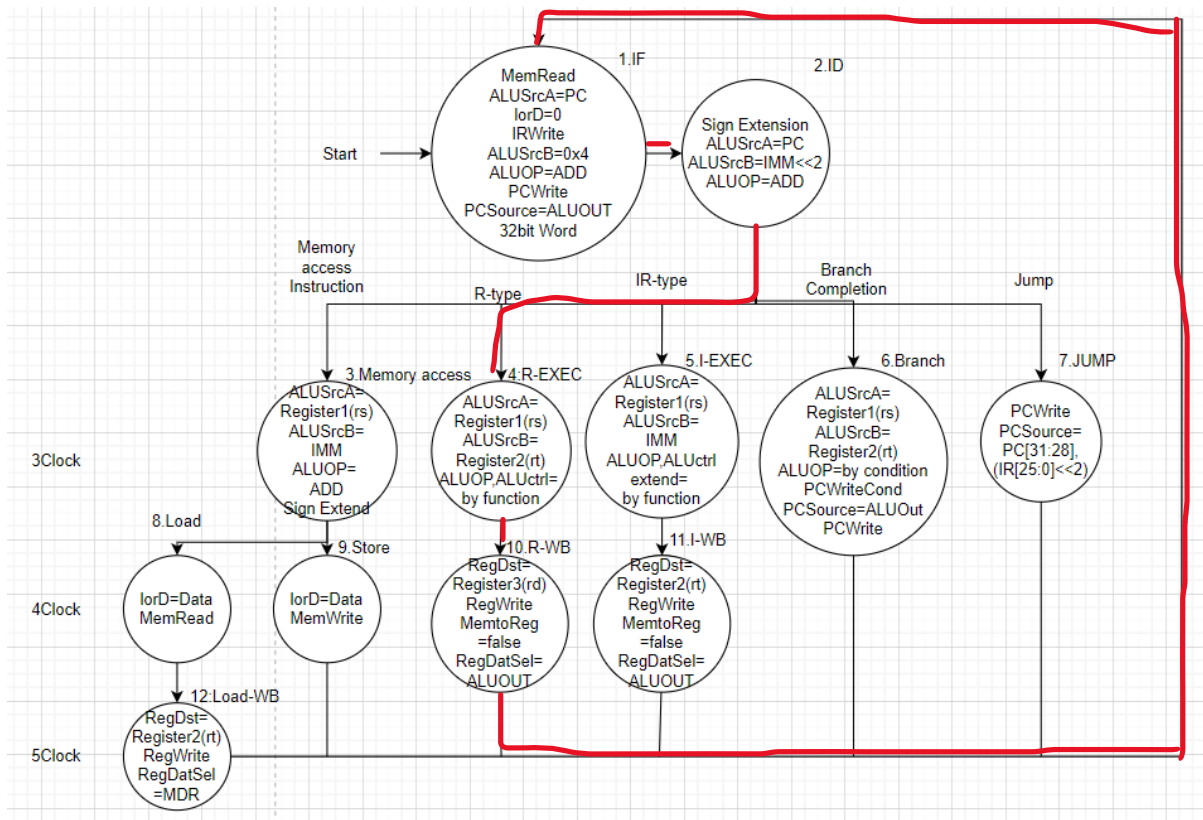 1.IF
2.ID
Start
MemRead
ALUSrcA=PC
IorD=0
IRWrite
ALUSrcB=0x4
ALUOP=ADD
PCWrite
PCSource=ALUOUT
32bit Word
Sign Extension
ALUSrcA=PC
ALUSrcB=IMM<<2
ALUOP=ADD
Memory
access
Instruction
R-type
IR-type
Branch
Completion
Jump
3Clock
3.Memory access
ALUSrcA=
Register1(rs)
ALUSrcB=
IMM
ALUOP=
ADD
Sign Extend
4:R-EXEC
ALUSrcA=
Register1(rs)
ALUSrcB=
Register2(rt)
ALUOP,ALUctrl=
by function
5.I-EXEC
ALUSrcA=
Register1(rs)
ALUSrcB=
IMM
ALUOP,ALUctrl
extend=
by function
6.Branch
ALUSrcA=
Register1(rs)
ALUSrcB=
Register2(rt)
ALUOP=by condition
PCWriteCond
PCSource=ALUOut
PCWrite
7.JUMP
PCWrite
PCSource=
PC[31:28],
(IR[25:0]<<2)
4Clock
8.Load
IorD=Data
MemRead
9.Store
IorD=Data
MemWrite
10.R-WB
RegDst=
Register3(rd)
RegWrite
MemtoReg
=false
RegDatSel=
ALUOUT
11.I-WB
RegDst=
Register2(rt)
RegWrite
MemtoReg
=false
RegDatSel=
ALUOUT
5Clock
12:Load-WB
RegDst=
Register2(rt)
RegWrite
RegDatSel
=MDR